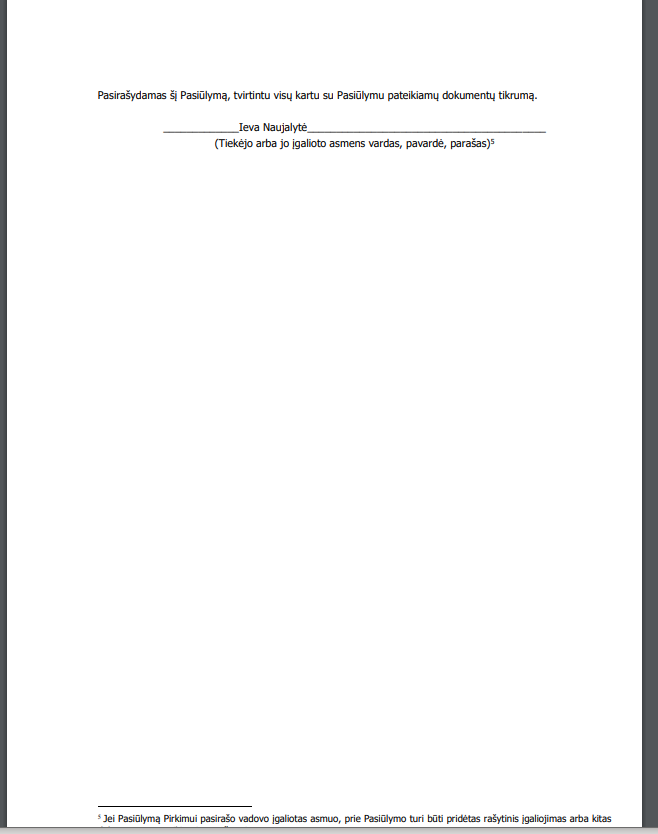 Pasirašydamas šį Pasiūlymą, tvirtintu visų kartu su Pasiūlymu pateikiamų dokumentų tikrumą.
_____________Ieva Naujalytė__________________________________________
(Tiekėjo arba jo įgalioto asmens vardas, pavardė, parašas)⁵
⁵ Jei Pasiūlymą Pirkimui pasirašo vadovo įgaliotas asmuo, prie Pasiūlymo turi būti pridėtas rašytinis įgaliojimas arba kitas